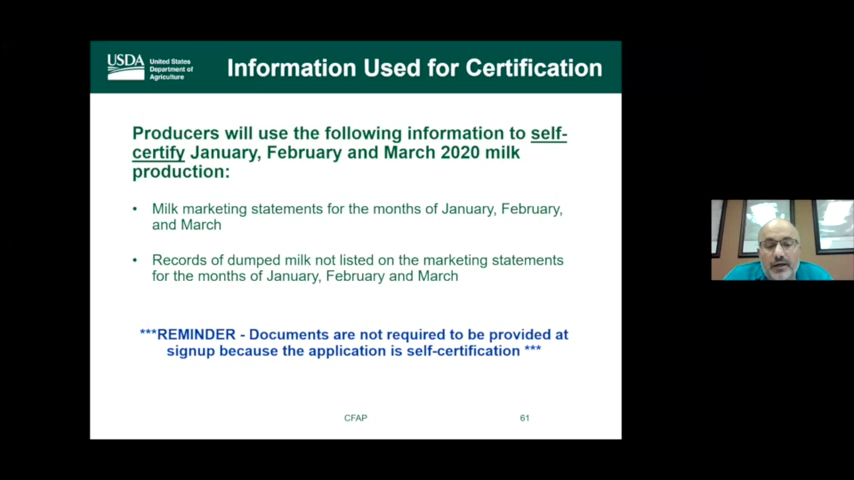 USDA
United States
Department of
Agriculture
Information Used for Certification
Producers will use the following information to self-
certify January, February and March 2020 milk
production:
• Milk marketing statements for the months of January, February,
and March
• Records of dumped milk not listed on the marketing statements
for the months of January, February and March
***REMINDER - Documents are not required to be provided at
signup because the application is self-certification ***
CFAP
61